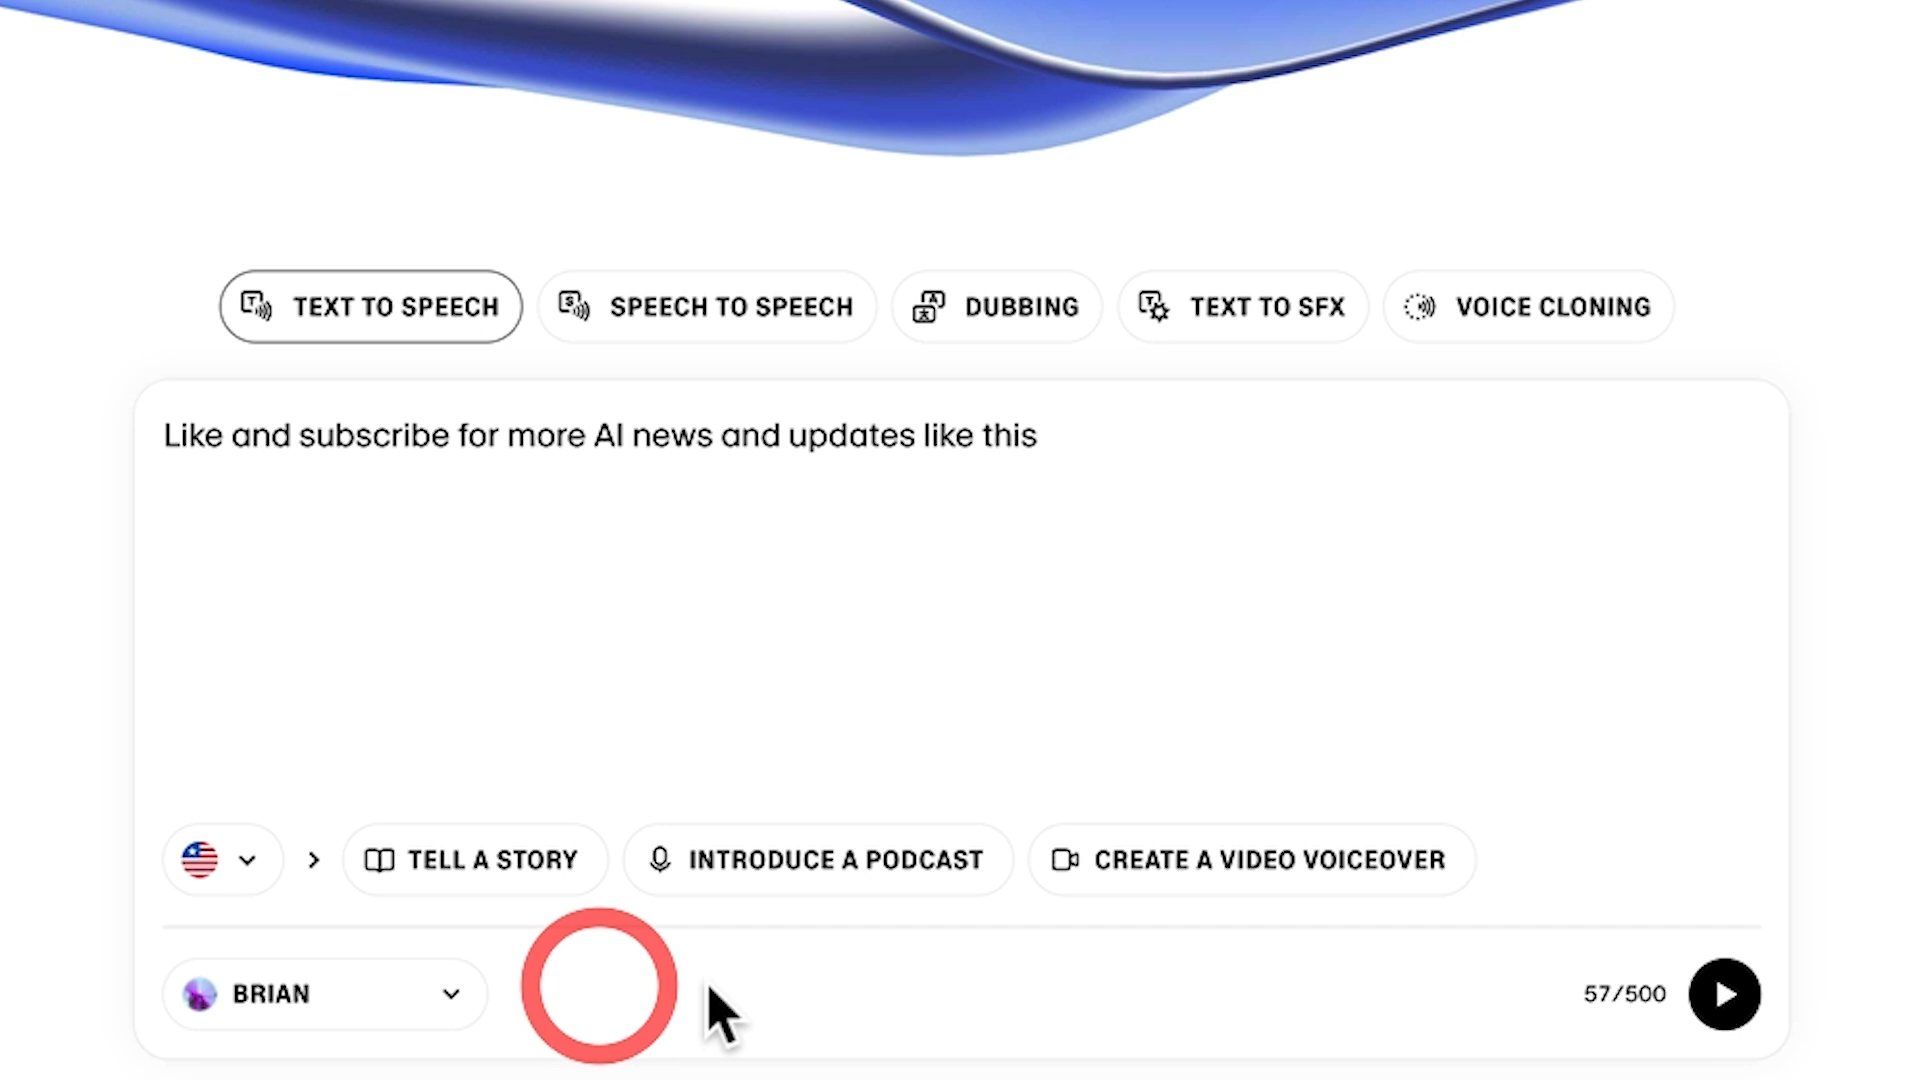 TEXT TO SPEECH
SPEECH TO SPEECH
DUBBING
TEXT TO SFX
VOICE CLONING
Like and subscribe for more AI news and updates like this
TELL A STORY
INTRODUCE A PODCAST
CREATE A VIDEO VOICEOVER
BRIAN
57/500